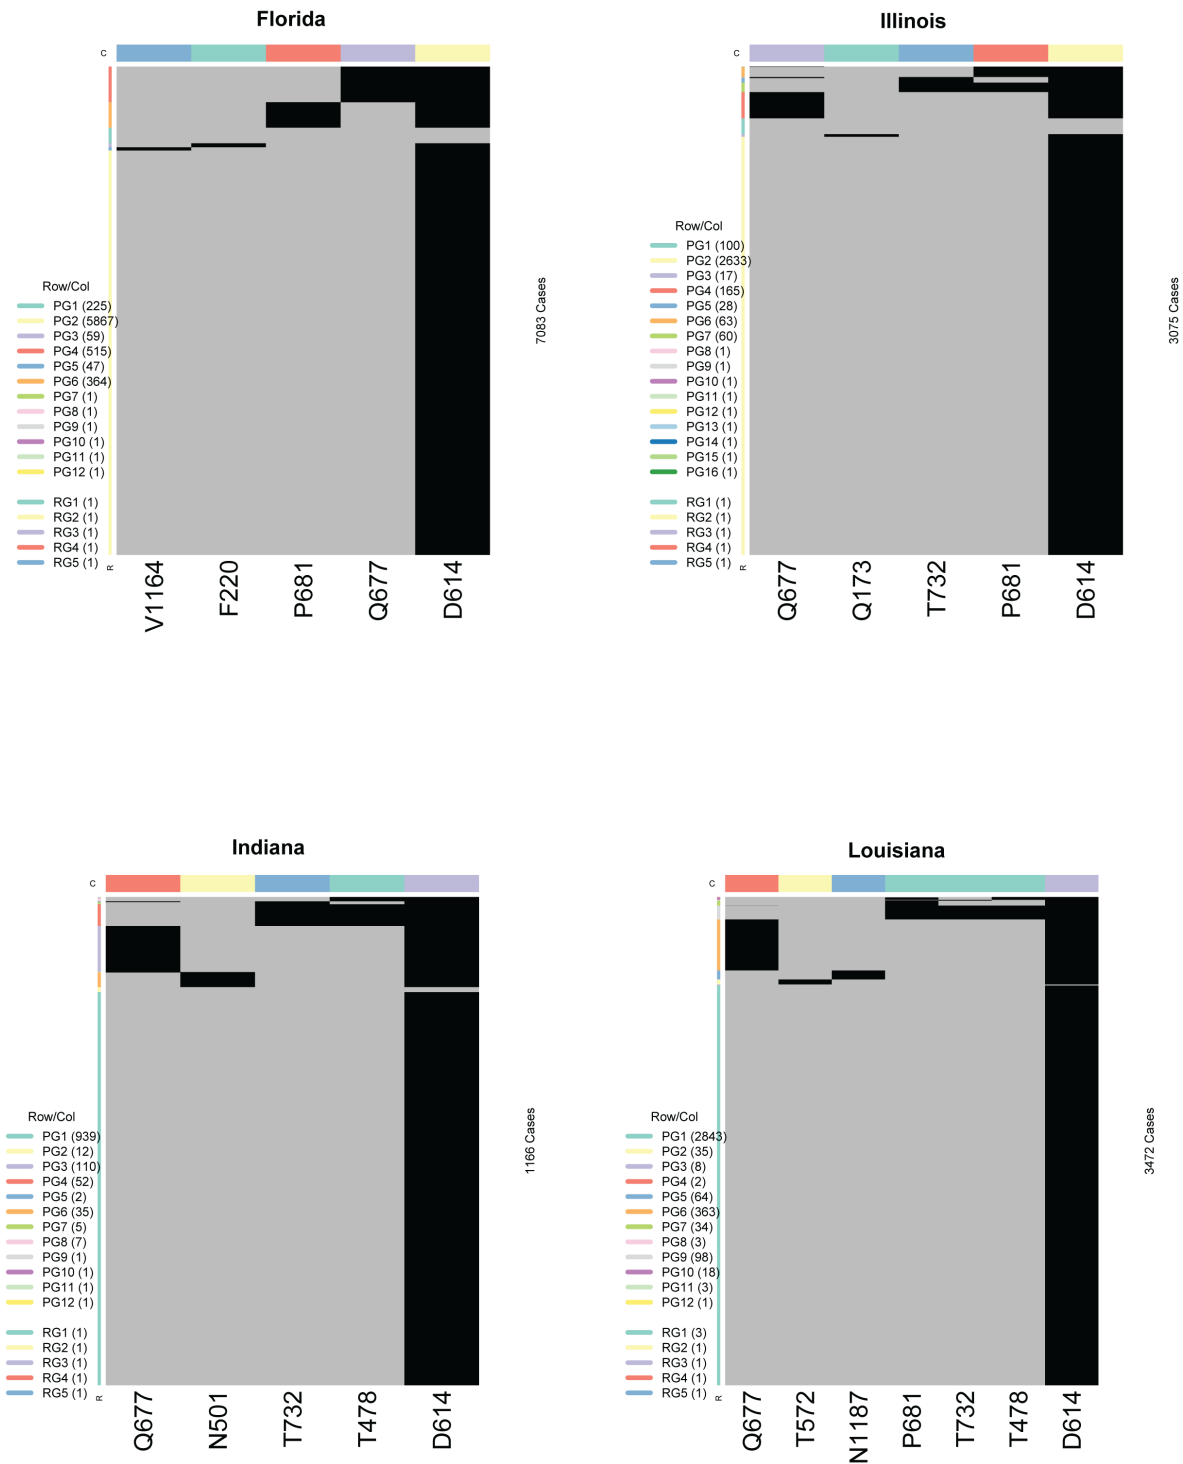 Florida
C
Row/Col
PG1 (225)
PG2 (5867)
PG3 (59)
PG4 (515)
PG5 (47)
PG6 (364)
PG7 (1)
PG8 (1)
PG9 (1)
PG10 (1)
PG11 (1)
PG12 (1)
RG1 (1)
RG2 (1)
RG3 (1)
RG4 (1)
RG5 (1)
R
V1164
F220
P681
Q677
D614
7083 Cases
Illinois
C
Row/Col
PG1 (100)
PG2 (2633)
PG3 (17)
PG4 (165)
PG5 (28)
PG6 (63)
PG7 (60)
PG8 (1)
PG9 (1)
PG10 (1)
PG11 (1)
PG12 (1)
PG13 (1)
PG14 (1)
PG15 (1)
PG16 (1)
RG1 (1)
RG2 (1)
RG3 (1)
RG4 (1)
RG5 (1)
R
Q677
Q173
T732
P681
D614
3075 Cases
Indiana
C
Row/Col
PG1 (939)
PG2 (12)
PG3 (110)
PG4 (52)
PG5 (2)
PG6 (35)
PG7 (5)
PG8 (7)
PG9 (1)
PG10 (1)
PG11 (1)
PG12 (1)
RG1 (1)
RG2 (1)
RG3 (1)
RG4 (1)
RG5 (1)
R
Q677
N501
T732
T478
D614
1166 Cases
Louisiana
C
Row/Col
PG1 (2843)
PG2 (35)
PG3 (8)
PG4 (2)
PG5 (64)
PG6 (363)
PG7 (34)
PG8 (3)
PG9 (98)
PG10 (18)
PG11 (3)
PG12 (1)
RG1 (3)
RG2 (1)
RG3 (1)
RG4 (1)
RG5 (1)
R
Q677
T572
N1187
P681
T732
T478
D614
3472 Cases